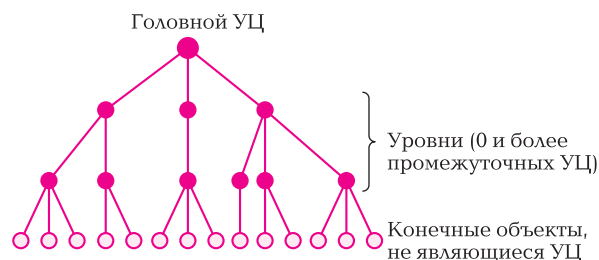 Головной УЦ
Уровни (0 и более
промежуточных УЦ)
Конечные объекты,
не являющиеся УЦ